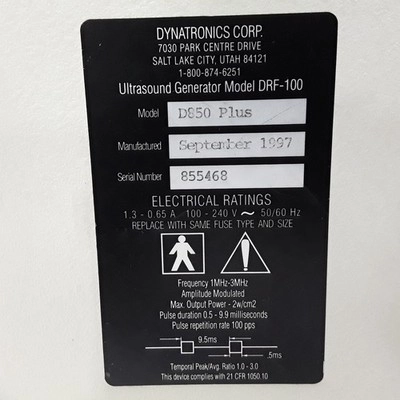 DYNATRONICS CORP.
7030 PARK CENTRE DRIVE
SALT LAKE CITY, UTAH 84121
1-800-874-6251
Ultrasound Generator Model DRF-100
Model D850 Plus
Manufactured September 1997
Serial Number 855468
ELECTRICAL RATINGS
1.3 - 0.65 A 100 - 240 V ~ 50/60 Hz
REPLACE WITH SAME FUSE TYPE AND SIZE
Frequency 1MHz-3MHz
Amplitude Modulated
Max. Output Power - 2w/cm2
Pulse duration 0.5 - 9.9 milliseconds
Pulse repetition rate 100 pps
9.5ms
.5ms
Temporal Peak/Avg. Ratio 1.0 - 3.0
This device complies with 21 CFR 1050.10